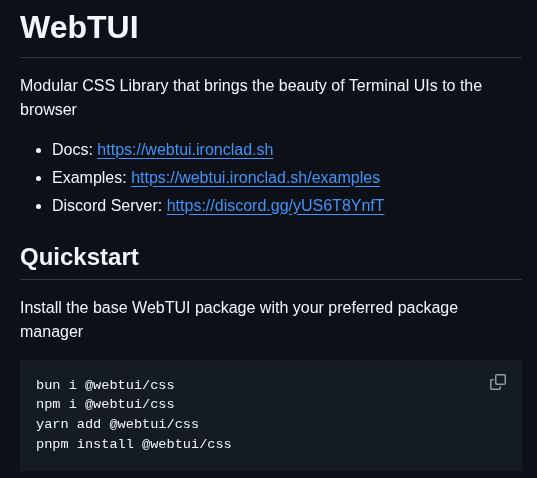 WebTUI
Modular CSS Library that brings the beauty of Terminal UIs to the
browser
Docs: https://webtui.ironclad.sh
Examples: https://webtui.ironclad.sh/examples
Discord Server: https://discord.gg/yUS6T8YnfT
Quickstart
Install the base WebTUI package with your preferred package
manager
bun i @webtui/css
npm i @webtui/css
yarn add @webtui/css
pnpm install @webtui/css